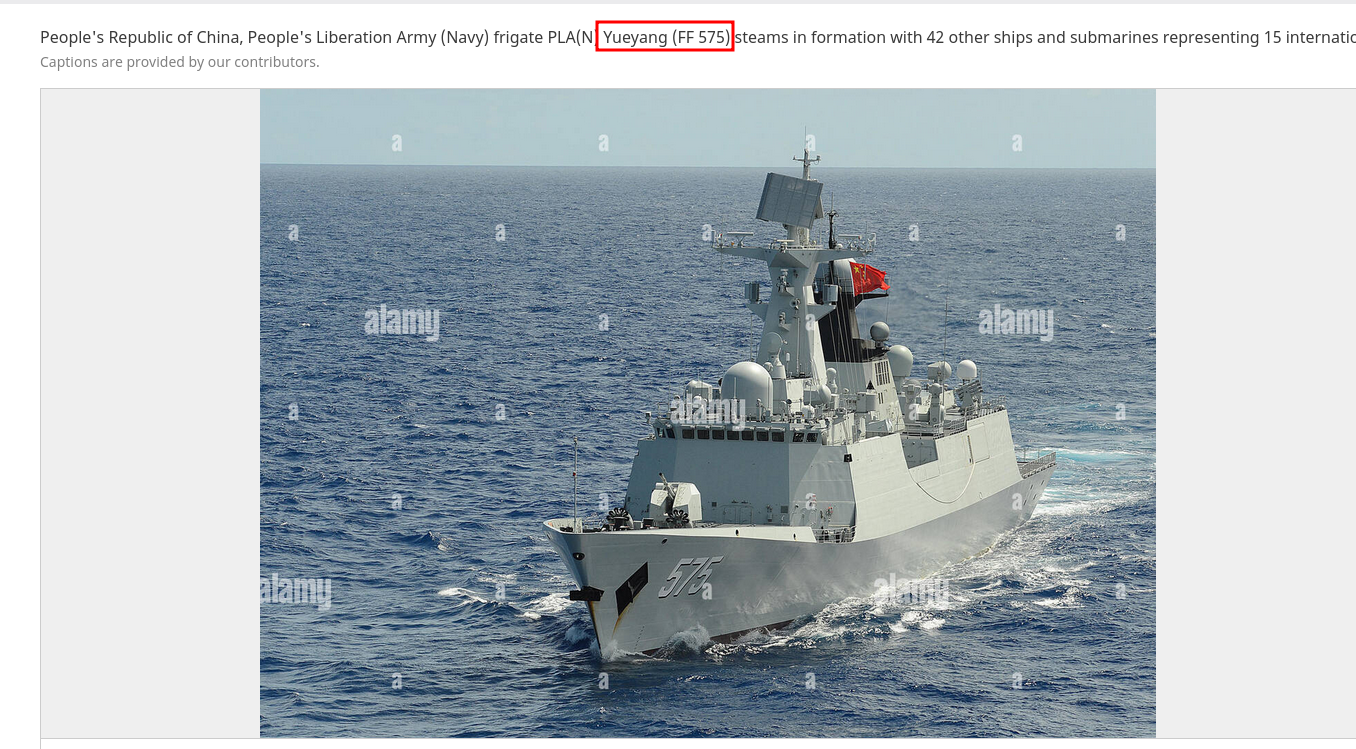 People's Republic of China, People's Liberation Army (Navy) frigate PLA(N) Yueyang (FF 575) steams in formation with 42 other ships and submarines representing 15 internatic
Captions are provided by our contributors.
a a a a
a a a a a
alamy a a alamy
a a alamy a a
a a a a
575
alamy a a alamy a
a a a a